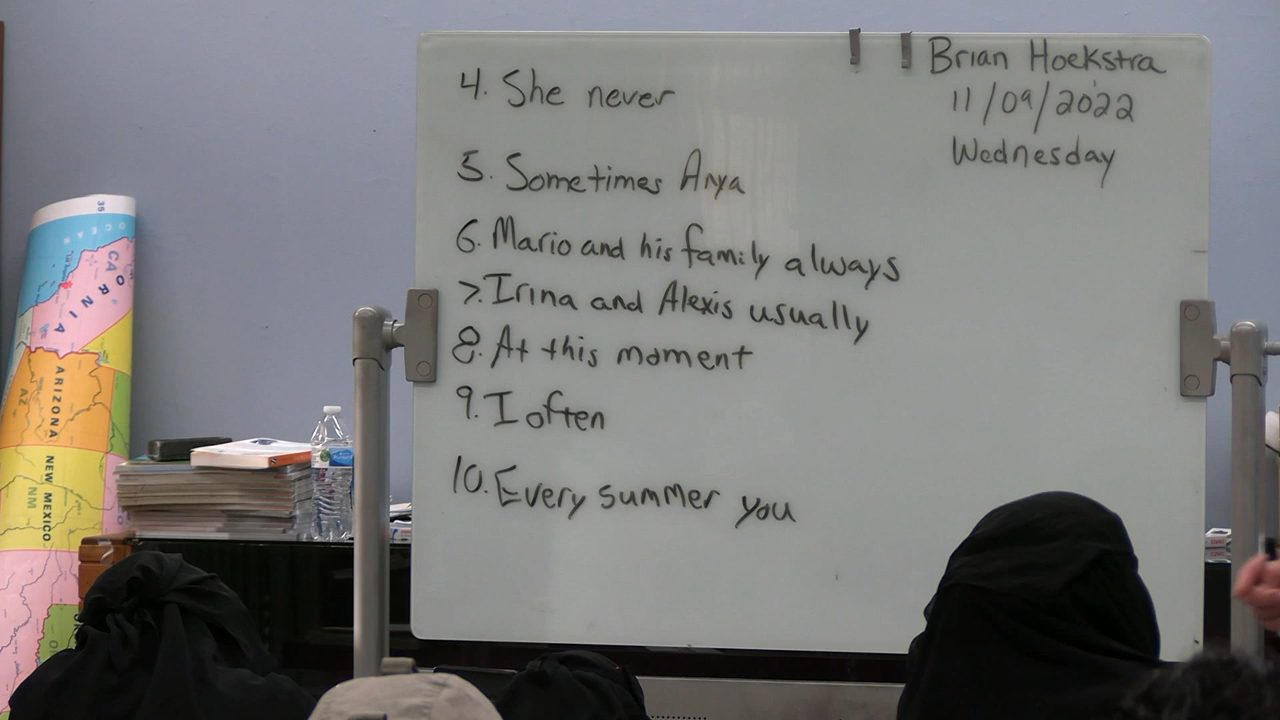 Brian Hoekstra
11/09/2022
Wednesday
4. She never
5. Sometimes Anya
6. Mario and his family always
7. Irina and Alexis usually
8. At this moment
9. I often
10. Every summer you
35
OCEAN
ARIZONA
AZ
NEW MEXICO
NM